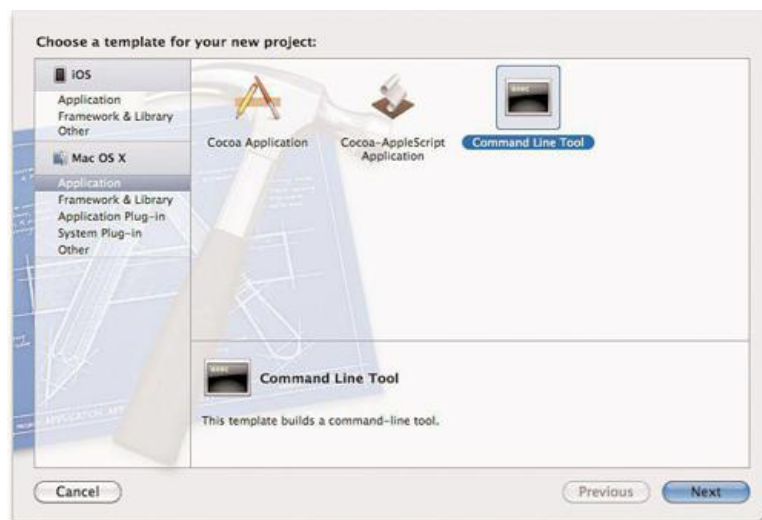 Choose a template for your new project:
iOS
Application
Framework & Library
Other
Mac OS X
Application
Framework & Library
Application Plug-in
System Plug-in
Other
Cocoa Application
Cocoa-AppleScript
Application
Command Line Tool
Command Line Tool
This template builds a command-line tool.
Cancel
Previous
Next